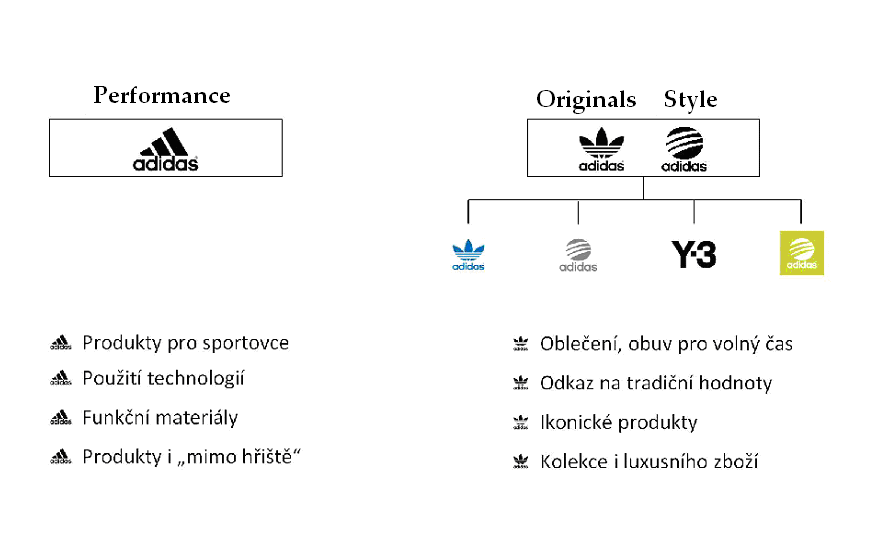 Performance
adidas
Originals Style
adidas adidas
adidas adidas Y-3 adidas
Produkty pro sportovce
Použití technologií
Funkční materiály
Produkty i „mimo hřiště“
Oblečení, obuv pro volný čas
Odkaz na tradiční hodnoty
Ikonické produkty
Kolekce i luxusního zboží